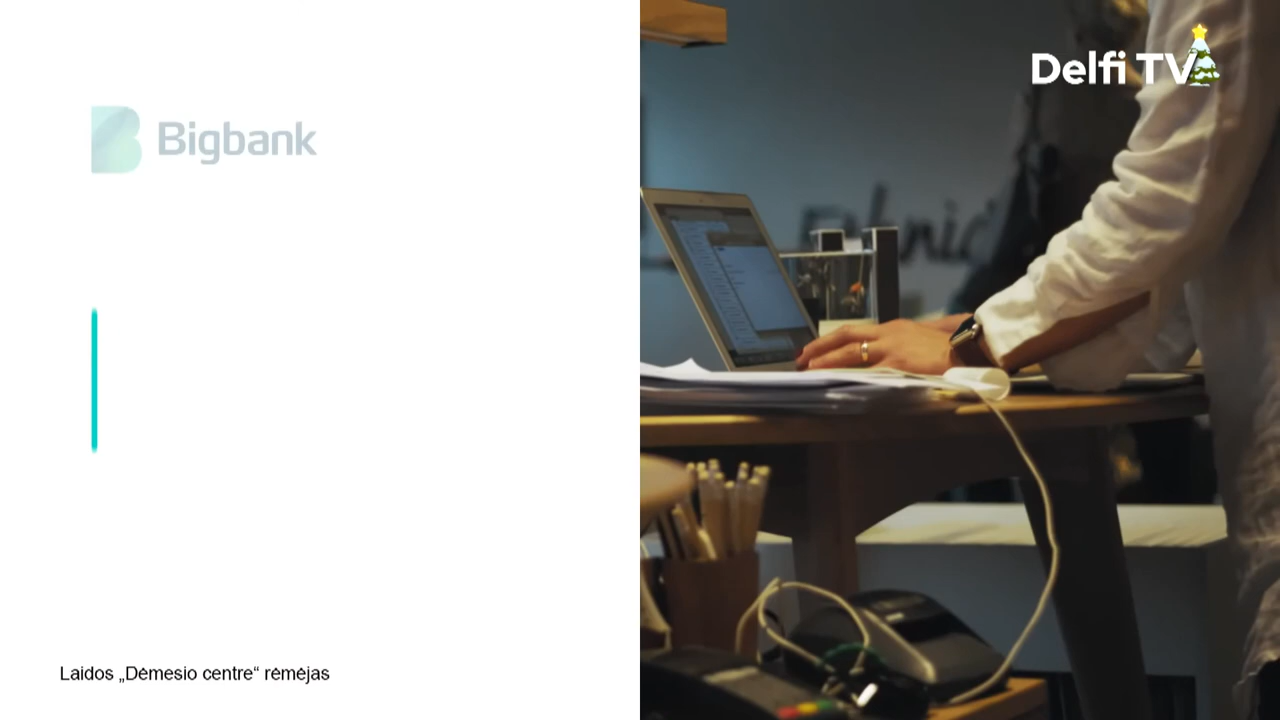 Delfi TV
Bigbank
Laidos „Dėmesio centre“ rėmėjas